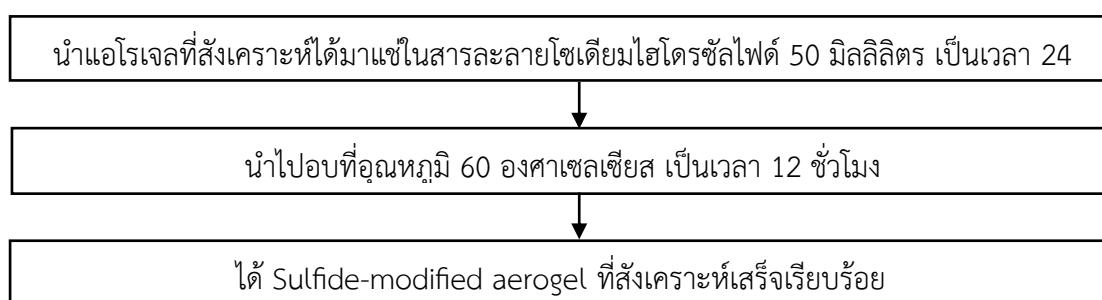 นำแอโรเจลที่สังเคราะห์ได้มาแช่ในสารละลายโซเดียมไฮโดรซัลไฟด์ 50 มิลลิลิตร เป็นเวลา 24
นำไปอบที่อุณหภูมิ 60 องศาเซลเซียส เป็นเวลา 12 ชั่วโมง
ได้ Sulfide-modified aerogel ที่สังเคราะห์เสร็จเรียบร้อย